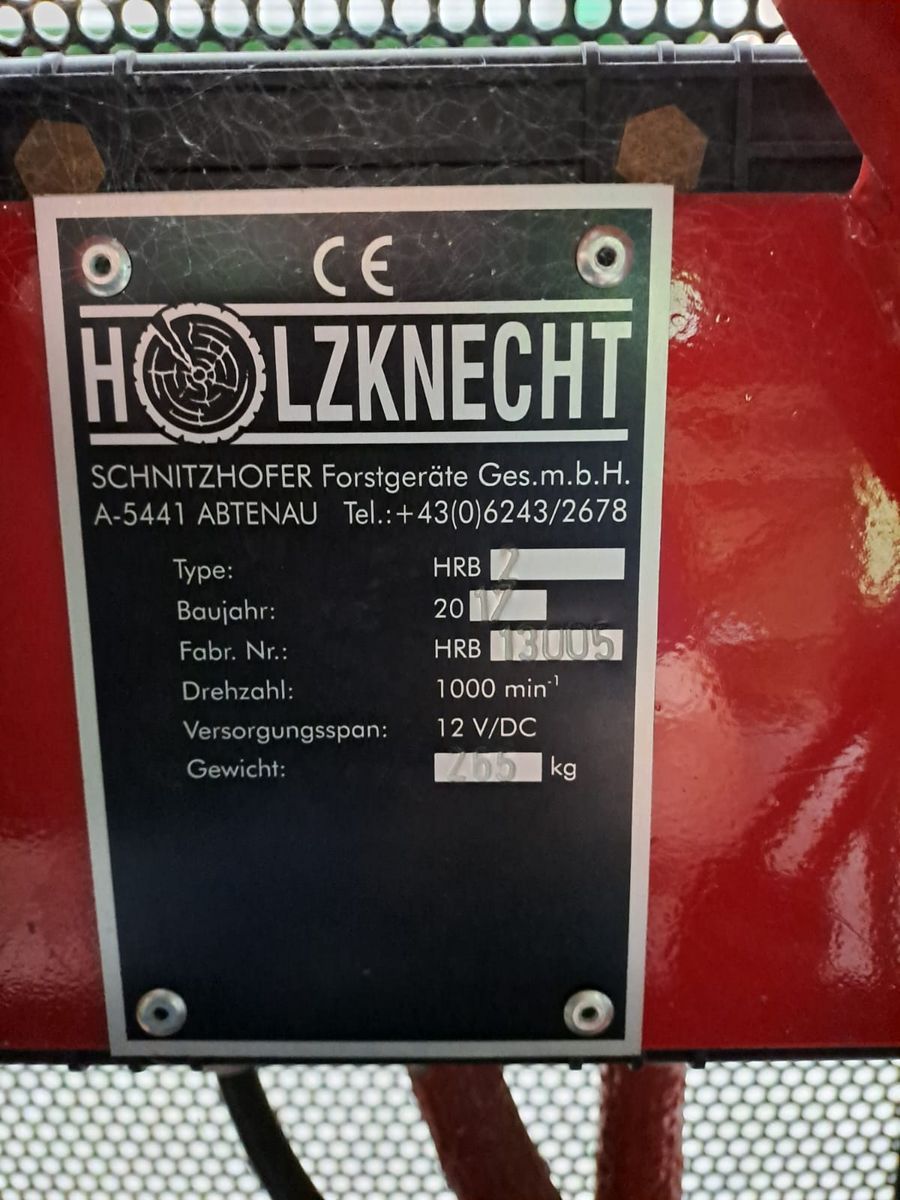 CE
HOLZKNECHT
SCHNITZHOFER Forstgeräte Ges.m.b.H.
A-5441 ABTENAU Tel.:+43(0)6243/2678
Type: HRB 2
Baujahr: 2017
Fabr. Nr.: HRB 13005
Drehzahl: 1000 min⁻¹
Versorgungsspan: 12 V/DC
Gewicht: 265 kg